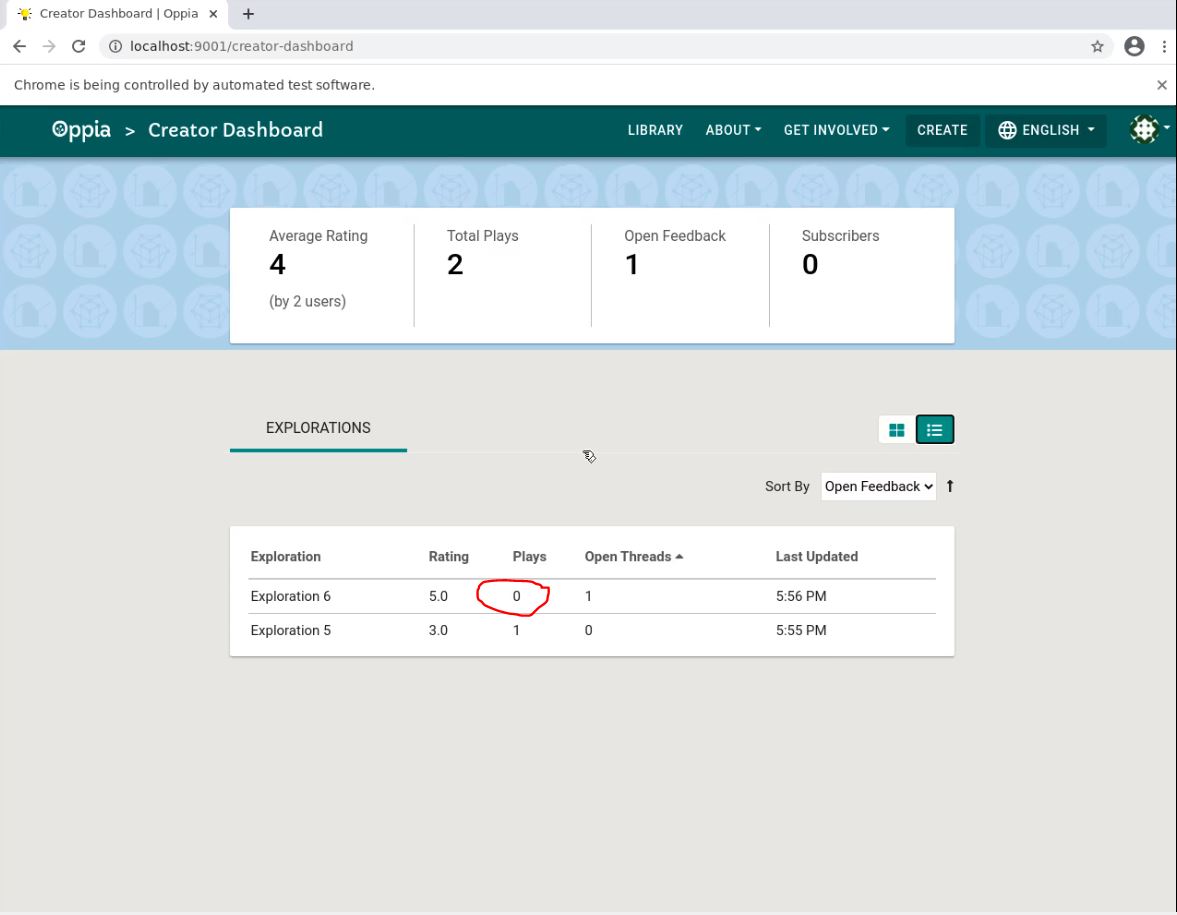 Creator Dashboard | Oppia
localhost:9001/creator-dashboard
Chrome is being controlled by automated test software.
Oppia > Creator Dashboard LIBRARY ABOUT GET INVOLVED CREATE ENGLISH
Average Rating Total Plays Open Feedback Subscribers
4 2 1 0
(by 2 users)
EXPLORATIONS
Sort By Open Feedback
Exploration Rating Plays Open Threads Last Updated
Exploration 6 5.0 0 1 5:56 PM
Exploration 5 3.0 1 0 5:55 PM